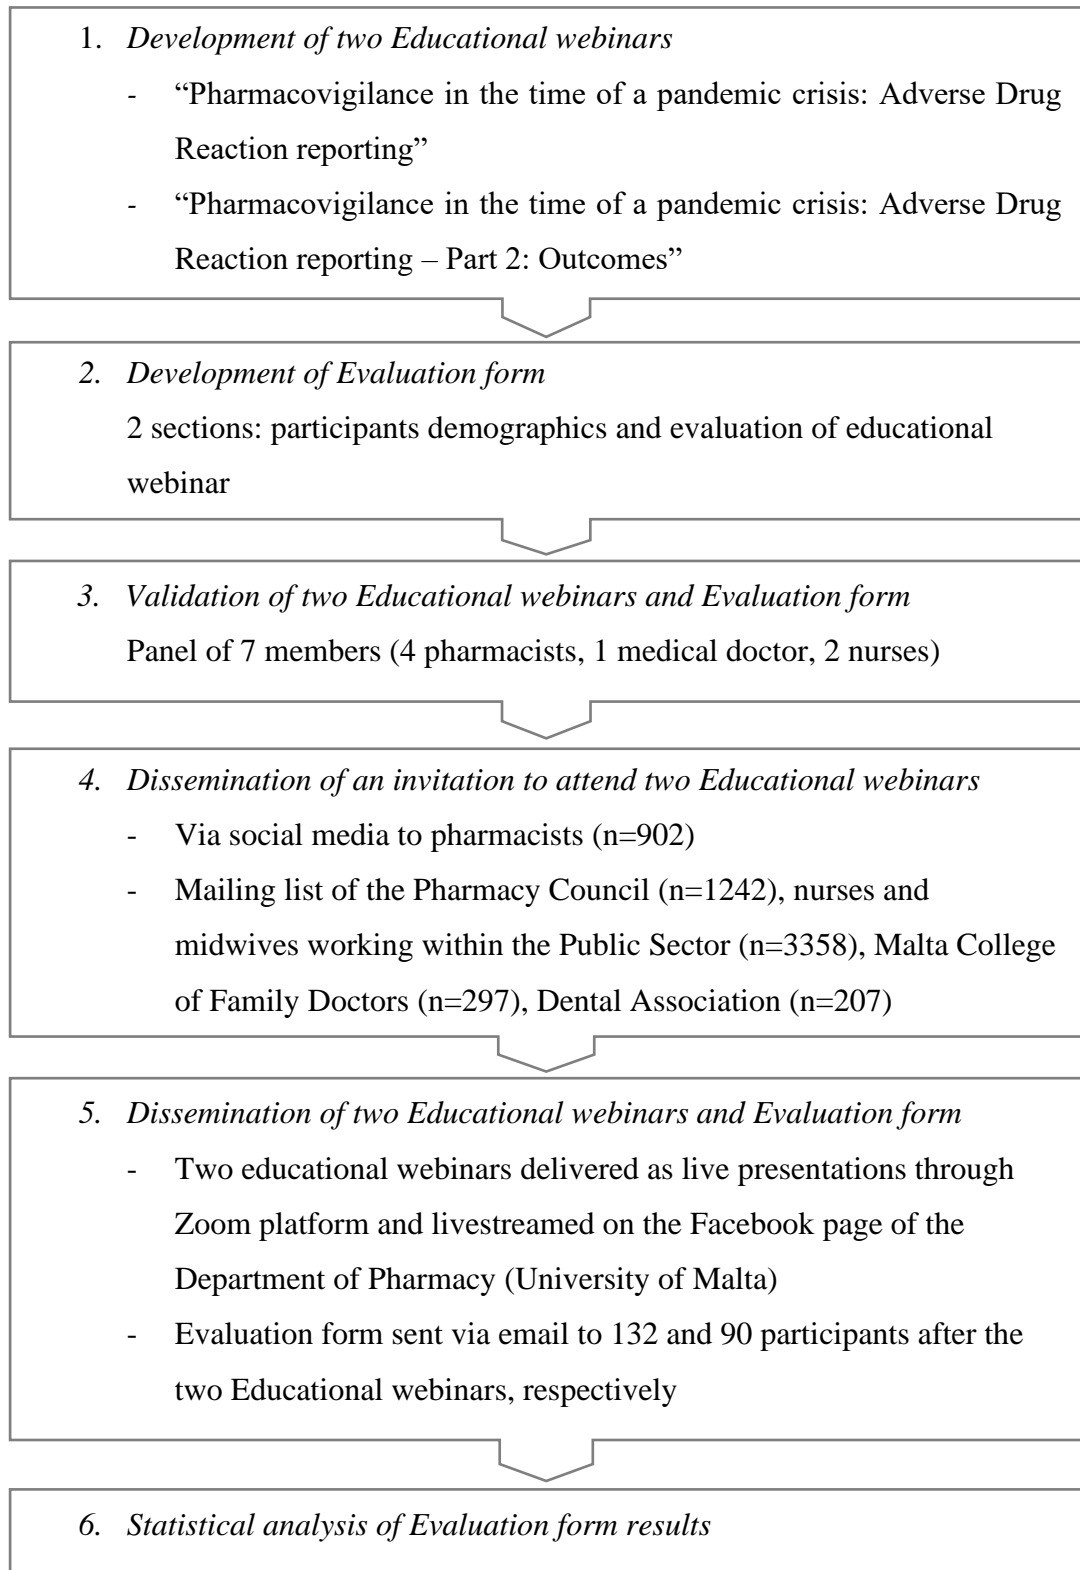 1. Development of two Educational webinars
- “Pharmacovigilance in the time of a pandemic crisis: Adverse Drug
Reaction reporting”
- “Pharmacovigilance in the time of a pandemic crisis: Adverse Drug
Reaction reporting – Part 2: Outcomes”
2. Development of Evaluation form
2 sections: participants demographics and evaluation of educational
webinar
3. Validation of two Educational webinars and Evaluation form
Panel of 7 members (4 pharmacists, 1 medical doctor, 2 nurses)
4. Dissemination of an invitation to attend two Educational webinars
- Via social media to pharmacists (n=902)
- Mailing list of the Pharmacy Council (n=1242), nurses and
midwives working within the Public Sector (n=3358), Malta College
of Family Doctors (n=297), Dental Association (n=207)
5. Dissemination of two Educational webinars and Evaluation form
- Two educational webinars delivered as live presentations through
Zoom platform and livestreamed on the Facebook page of the
Department of Pharmacy (University of Malta)
- Evaluation form sent via email to 132 and 90 participants after the
two Educational webinars, respectively
6. Statistical analysis of Evaluation form results